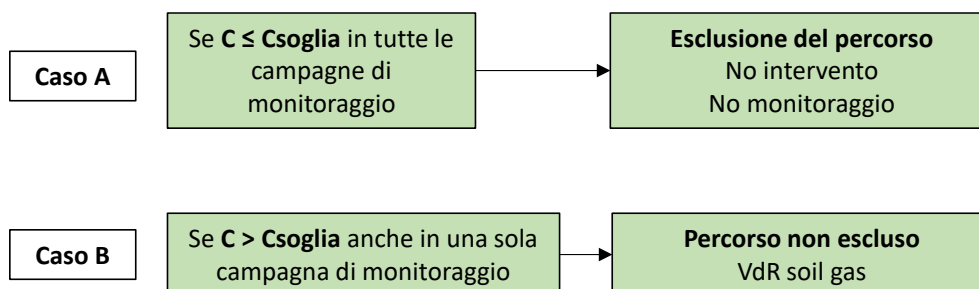 Caso A
Se C ≤ Csoglia in tutte le
campagne di
monitoraggio
Esclusione del percorso
No intervento
No monitoraggio
Caso B
Se C > Csoglia anche in una sola
campagna di monitoraggio
Percorso non escluso
VdR soil gas